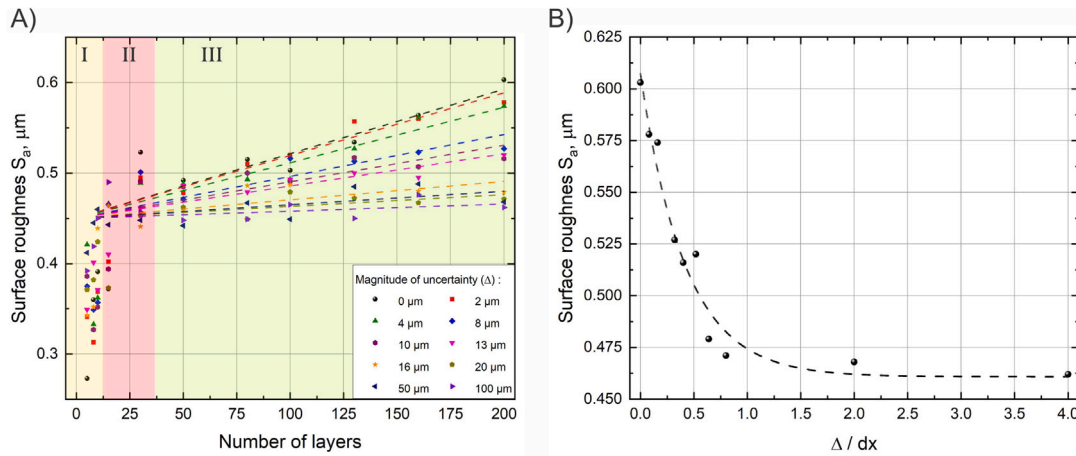 A)
I
II
III
0.6
0.5
0.4
0.3
Surface roughness Sₐ, µm
0
25
50
75
100
125
150
175
200
Number of layers
Magnitude of uncertainty (Δ) :
0 µm
2 µm
4 µm
8 µm
10 µm
13 µm
16 µm
20 µm
50 µm
100 µm
B)
0.625
0.600
0.575
0.550
0.525
0.500
0.475
0.450
Surface roughness Sₐ, µm
0.0
0.5
1.0
1.5
2.0
2.5
3.0
3.5
4.0
Δ / dx